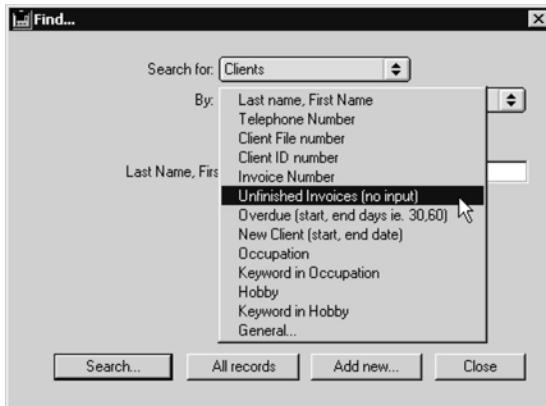 Find...
Search for: Clients
By:
Last name, First Name
Telephone Number
Client File number
Client ID number
Last Name, Firs
Invoice Number
Unfinished Invoices (no input)
Overdue (start, end days ie. 30,60)
New Client (start, end date)
Occupation
Keyword in Occupation
Hobby
Keyword in Hobby
General...
Search... All records Add new... Close